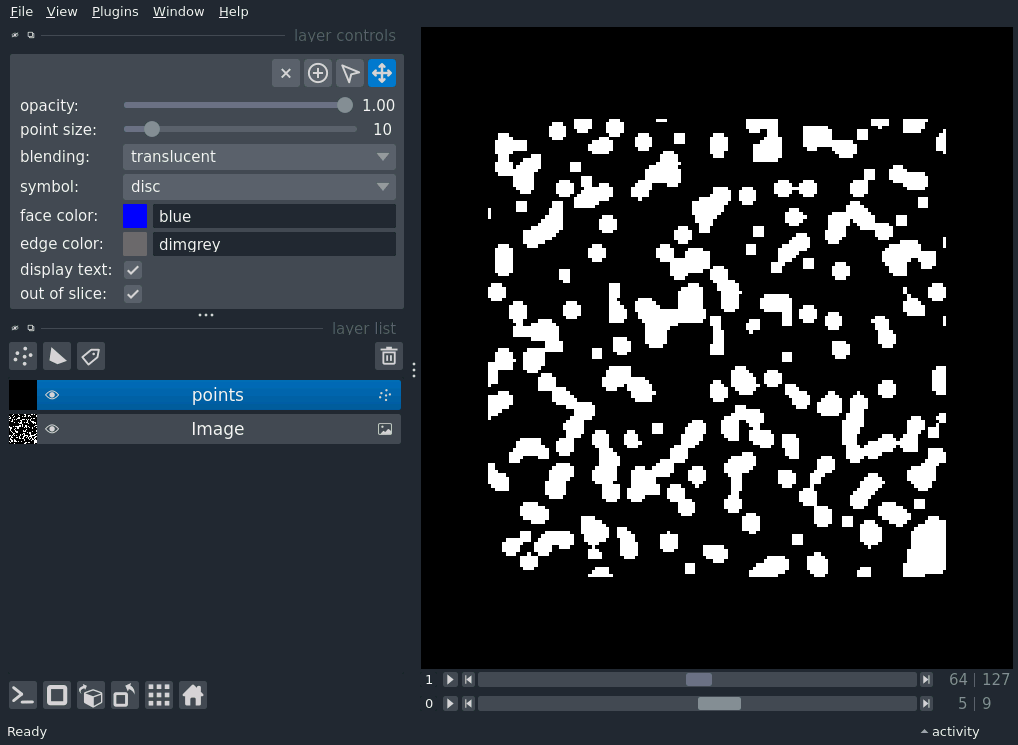 File View Plugins Window Help
layer controls
opacity: 1.00
point size: 10
blending: translucent
symbol: disc
face color: blue
edge color: dimgrey
display text:
out of slice:
layer list
points
Image
1 64 | 127
0 5 | 9
Ready activity